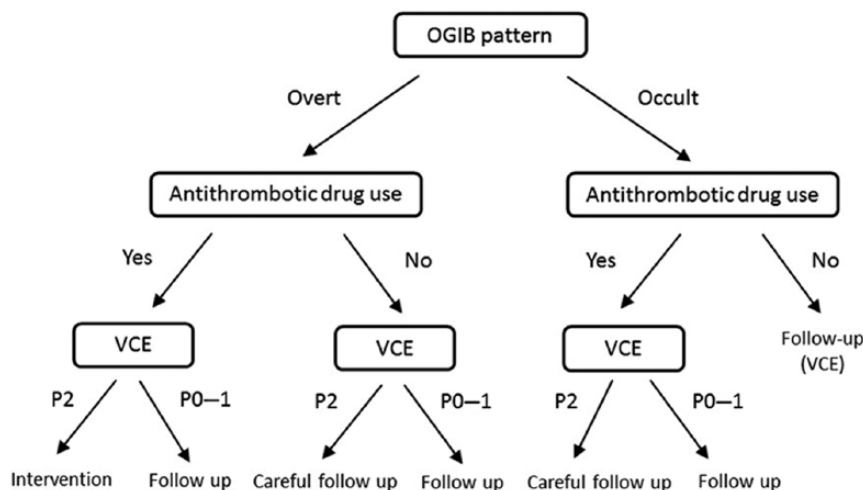 OGIB pattern
Overt
Occult
Antithrombotic drug use
Antithrombotic drug use
Yes
No
Yes
No
VCE
VCE
VCE
Follow-up
(VCE)
P2
P0—1
P2
P0—1
P2
P0—1
Intervention
Follow up
Careful follow up
Follow up
Careful follow up
Follow up